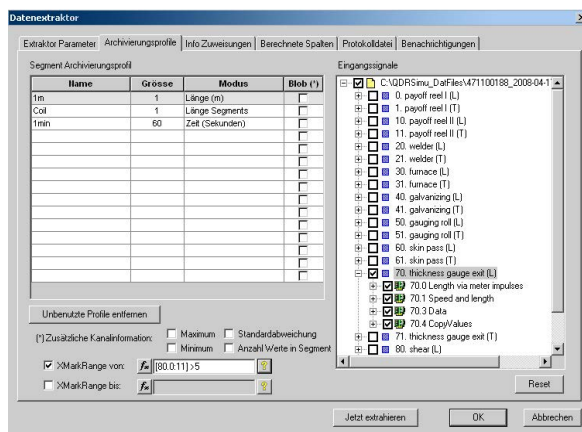 Datenextraktor
Extraktor Parameter Archivierungsprofile Info Zuweisungen Berechnete Spalten Protokolldatei Benachrichtigungen
Segment Archivierungsprofil
Name Grösse Modus Blob (*)
1m 1 Länge (m)
Coil 1 Länge Segments
1min 60 Zeit (Sekunden)
Unbenutzte Profile entfernen
(*) Zusätzliche Kanalinformation:
Maximum Standardabweichung
Minimum Anzahl Werte in Segment
XMarkRange von: fx [80.0:11]>5 ?
XMarkRange bis: fx ?
Eingangssignale
C:\QDRSimu_DatFiles\471100188_2008-04-1
0. payoff reel I (L)
1. payoff reel I (T)
10. payoff reel II (L)
11. payoff reel II (T)
20. welder (L)
21. welder (T)
30. furnace (L)
31. furnace (T)
40. galvanizing (L)
41. galvanizing (T)
50. gauging roll (L)
51. gauging roll (T)
60. skin pass (L)
61. skin pass (T)
70. thickness gauge exit (L)
70.0 Length via meter impulses
70.1 Speed and length
70.3 Data
70.4 CopyValues
71. thickness gauge exit (T)
80. shear (L)
Reset
Jetzt extrahieren OK Abbrechen